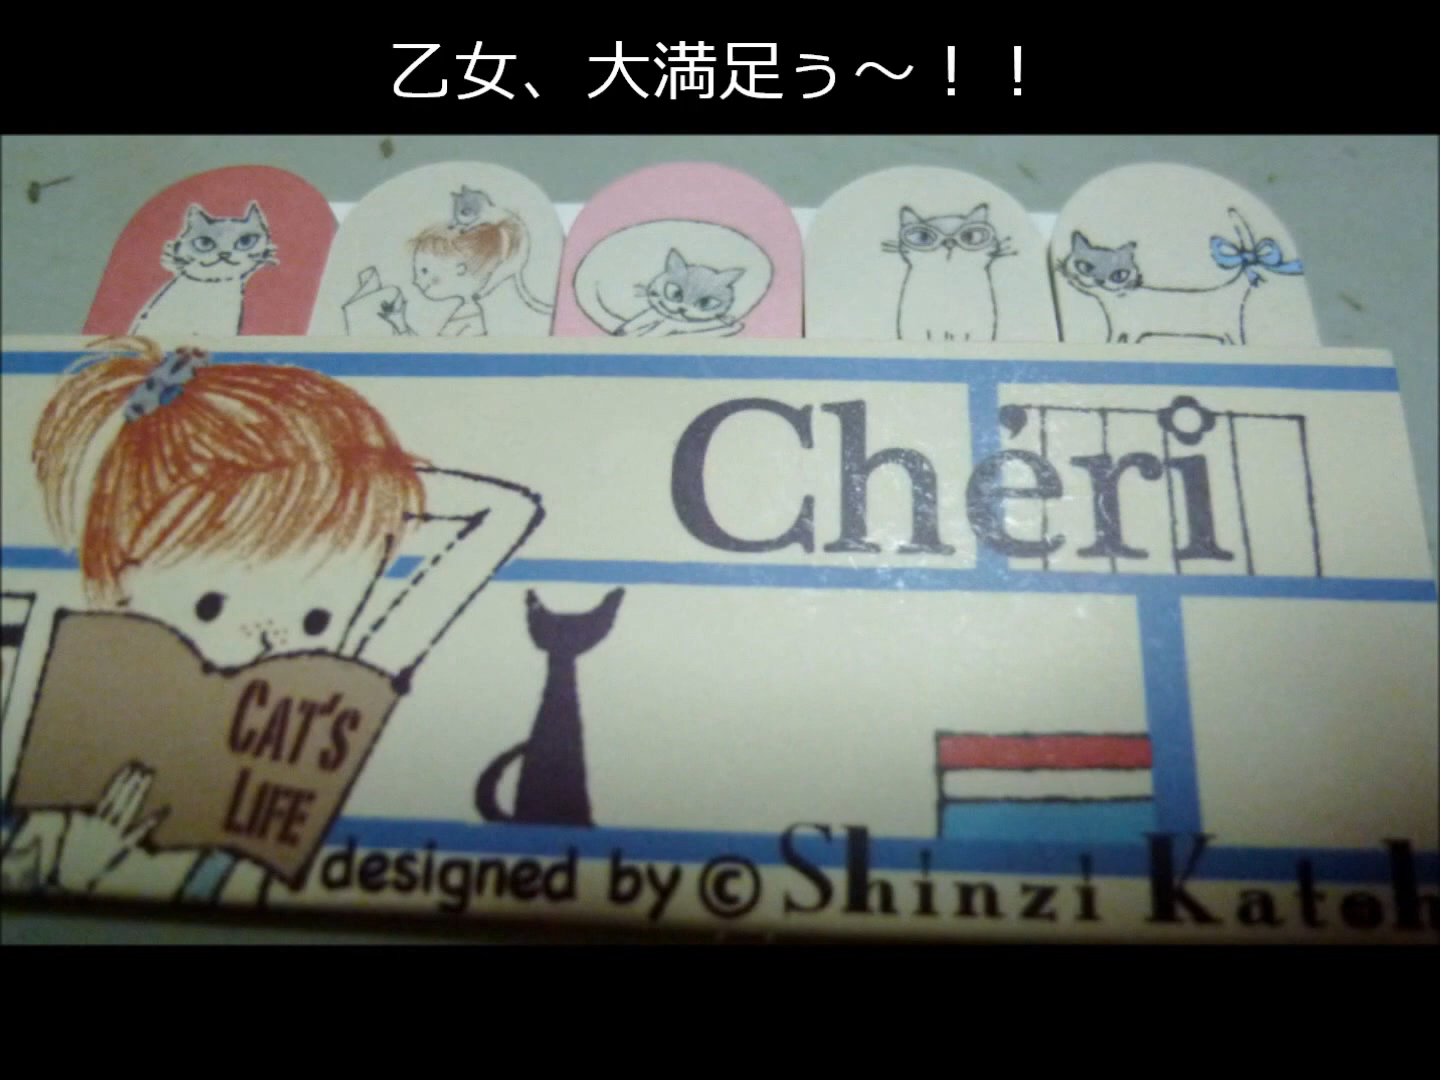 乙女、大満足ぅ～！！
Chéri
CAT'S
LIFE
designed by © Shinzi Katoh